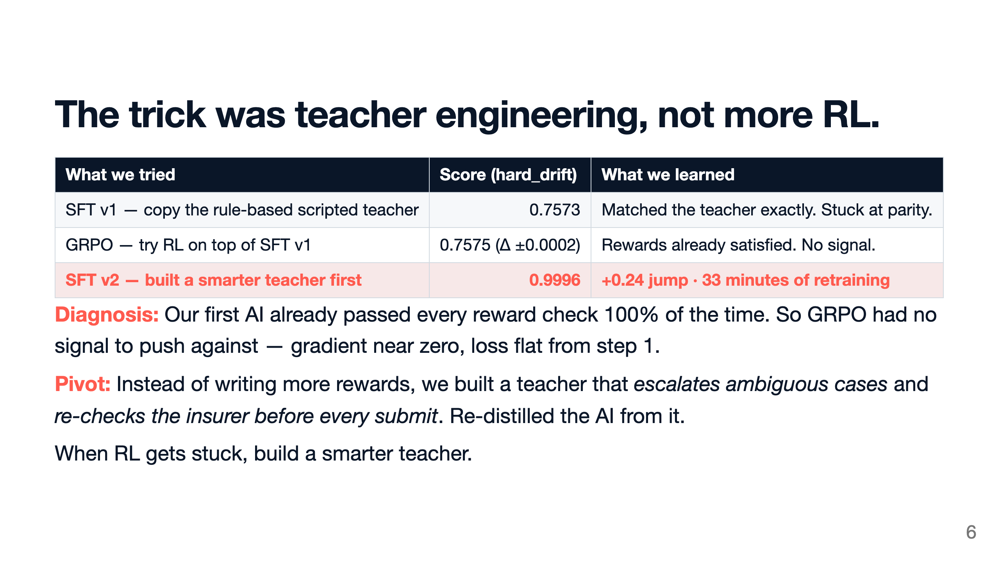 The trick was teacher engineering, not more RL.
What we tried Score (hard_drift) What we learned
SFT v1 — copy the rule-based scripted teacher 0.7573 Matched the teacher exactly. Stuck at parity.
GRPO — try RL on top of SFT v1 0.7575 (Δ ±0.0002) Rewards already satisfied. No signal.
SFT v2 — built a smarter teacher first 0.9996 +0.24 jump · 33 minutes of retraining
Diagnosis: Our first AI already passed every reward check 100% of the time. So GRPO had no
signal to push against — gradient near zero, loss flat from step 1.
Pivot: Instead of writing more rewards, we built a teacher that escalates ambiguous cases and
re-checks the insurer before every submit. Re-distilled the AI from it.
When RL gets stuck, build a smarter teacher.
6